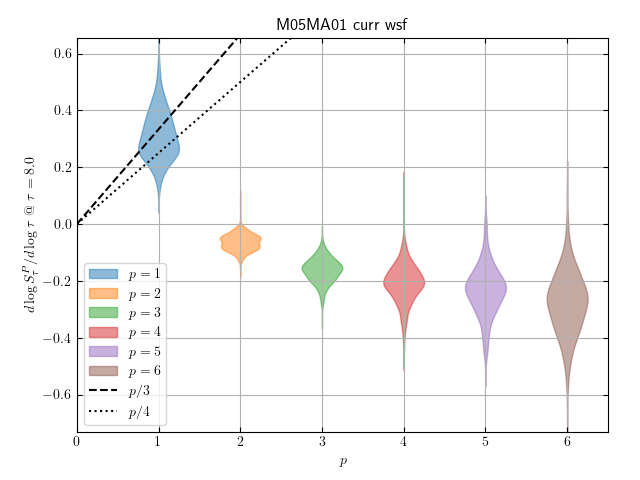 M05MA01 curr wsf
d log S_τ^P / d log τ @ τ = 8.0
0.6
0.4
0.2
0.0
−0.2
−0.4
−0.6
p = 1
p = 2
p = 3
p = 4
p = 5
p = 6
p/3
p/4
0 1 2 3 4 5 6
p